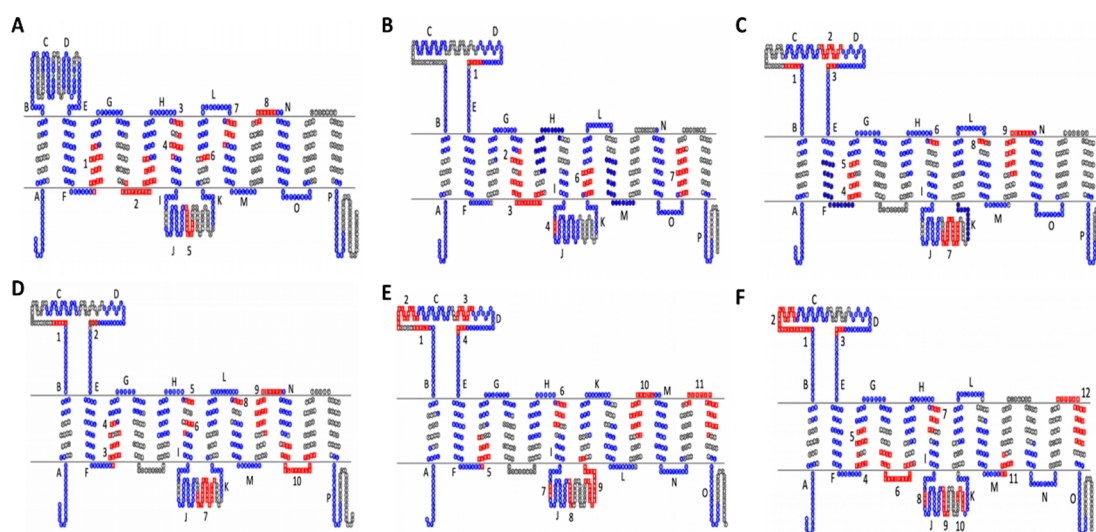 A
C D
B E
G H 3 L 7 8 N
1 4 6
A F 2 I K M O P
J 5
B
C D
1
E
B
G H L N
2 6 7
A F 3 I K M O P
4
J
C
C 2 D
1 3
B E G H 6 L 9 N
8
5
4
A F I K M O P
J 7
D
C D
1 2
B E G H 5 L 9 N
8
4 6
3
A F I K M 10 P
J 7
E
2 C 3
D
1 4
B E G H 6 K 10 M 11
A F 5 I L N O
7 9
8
F
C
2 D
1 3
B E G H L 12
7
5
A F 4 6 I K M 11 N O
8
J 9 10